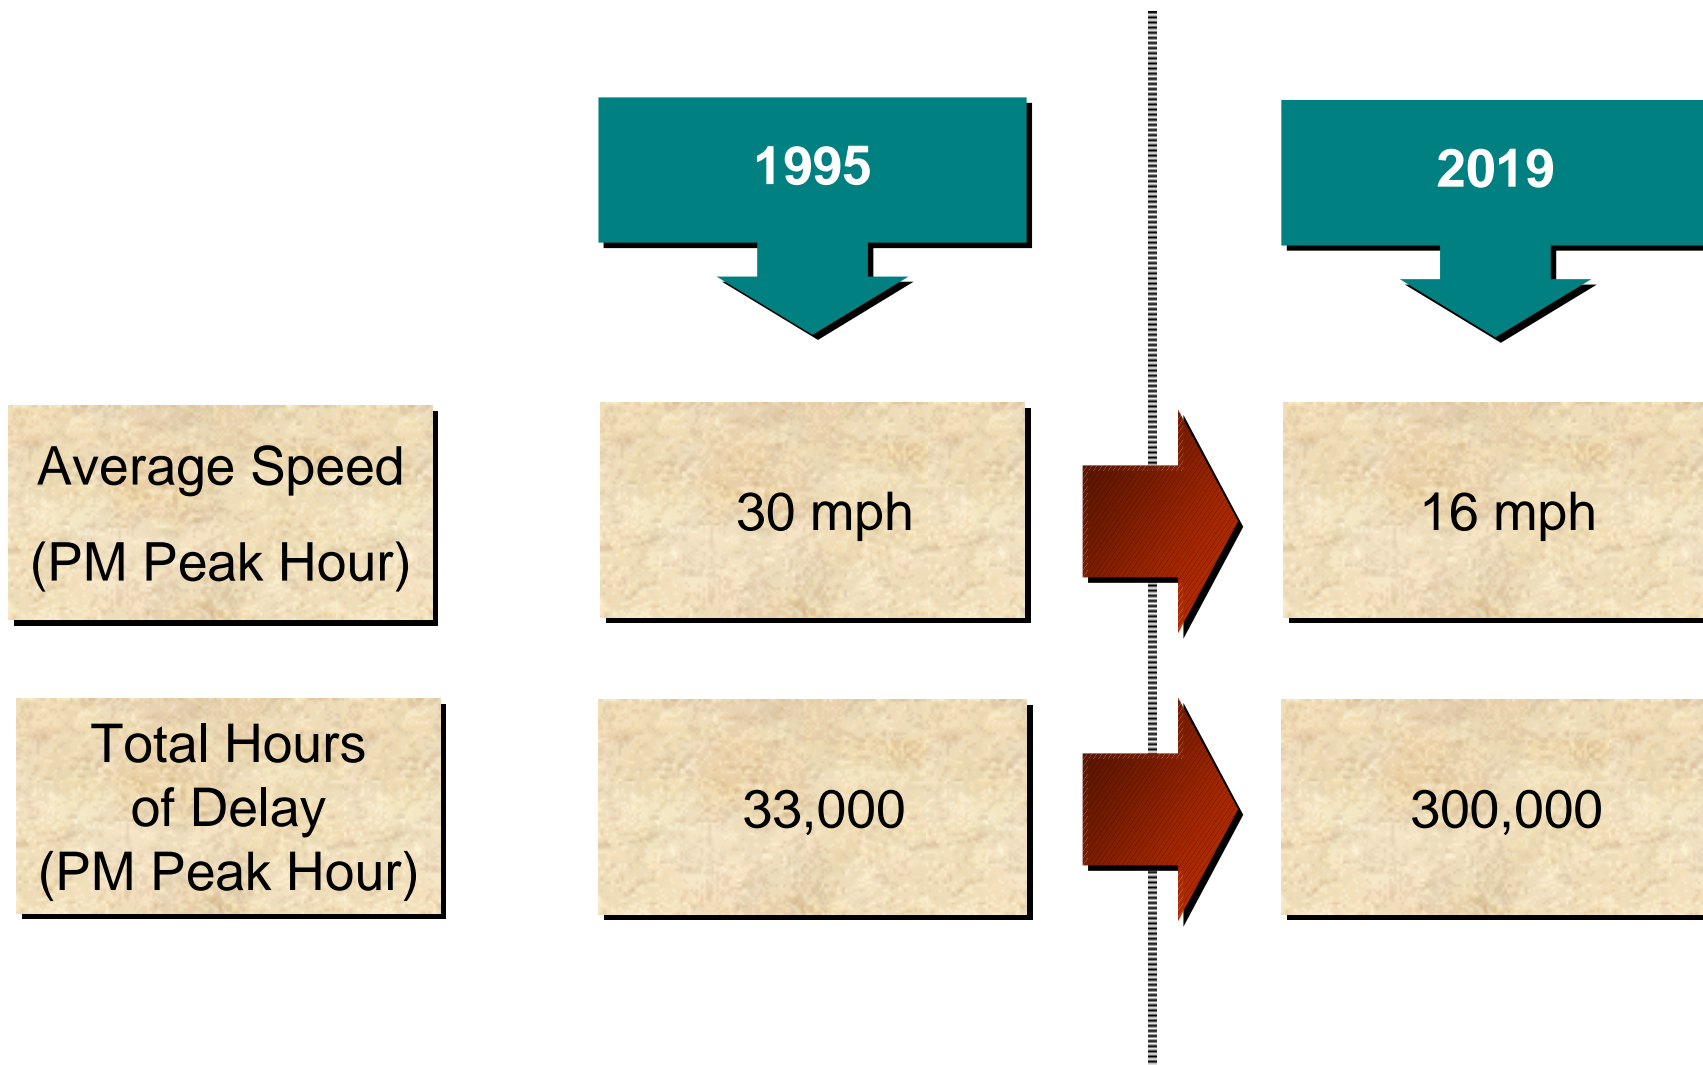 1995
2019
Average Speed
(PM Peak Hour)
30 mph
16 mph
Total Hours
of Delay
(PM Peak Hour)
33,000
300,000